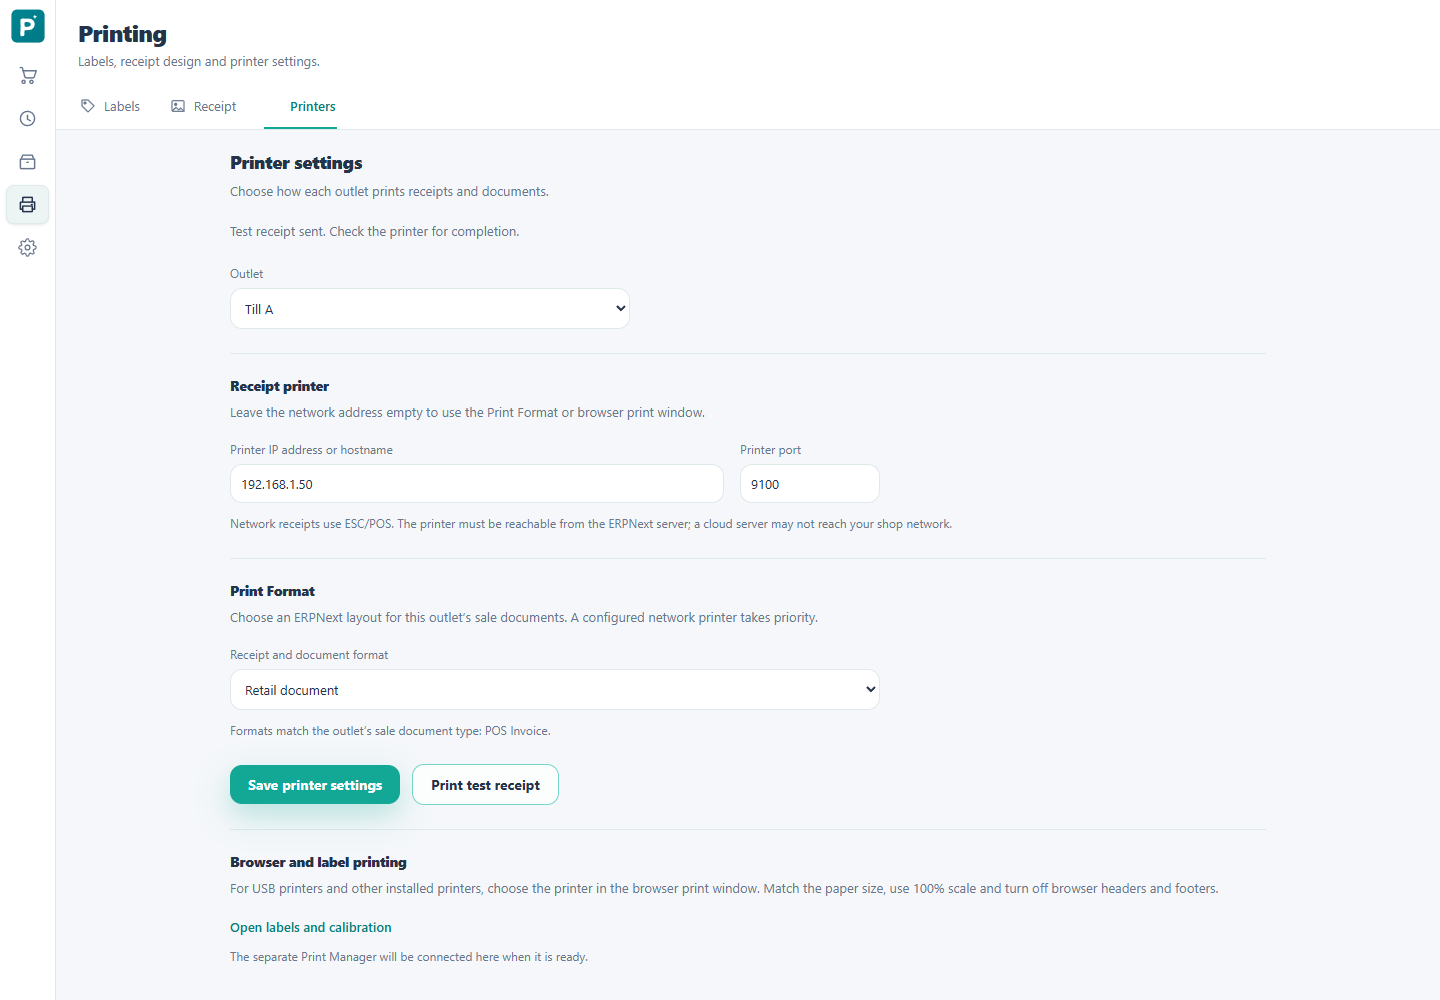 P
Printing
Labels, receipt design and printer settings.
Labels
Receipt
Printers
Printer settings
Choose how each outlet prints receipts and documents.
Test receipt sent. Check the printer for completion.
Outlet
Till A
Receipt printer
Leave the network address empty to use the Print Format or browser print window.
Printer IP address or hostname
Printer port
192.168.1.50
9100
Network receipts use ESC/POS. The printer must be reachable from the ERPNext server; a cloud server may not reach your shop network.
Print Format
Choose an ERPNext layout for this outlet's sale documents. A configured network printer takes priority.
Receipt and document format
Retail document
Formats match the outlet's sale document type: POS Invoice.
Save printer settings
Print test receipt
Browser and label printing
For USB printers and other installed printers, choose the printer in the browser print window. Match the paper size, use 100% scale and turn off browser headers and footers.
Open labels and calibration
The separate Print Manager will be connected here when it is ready.